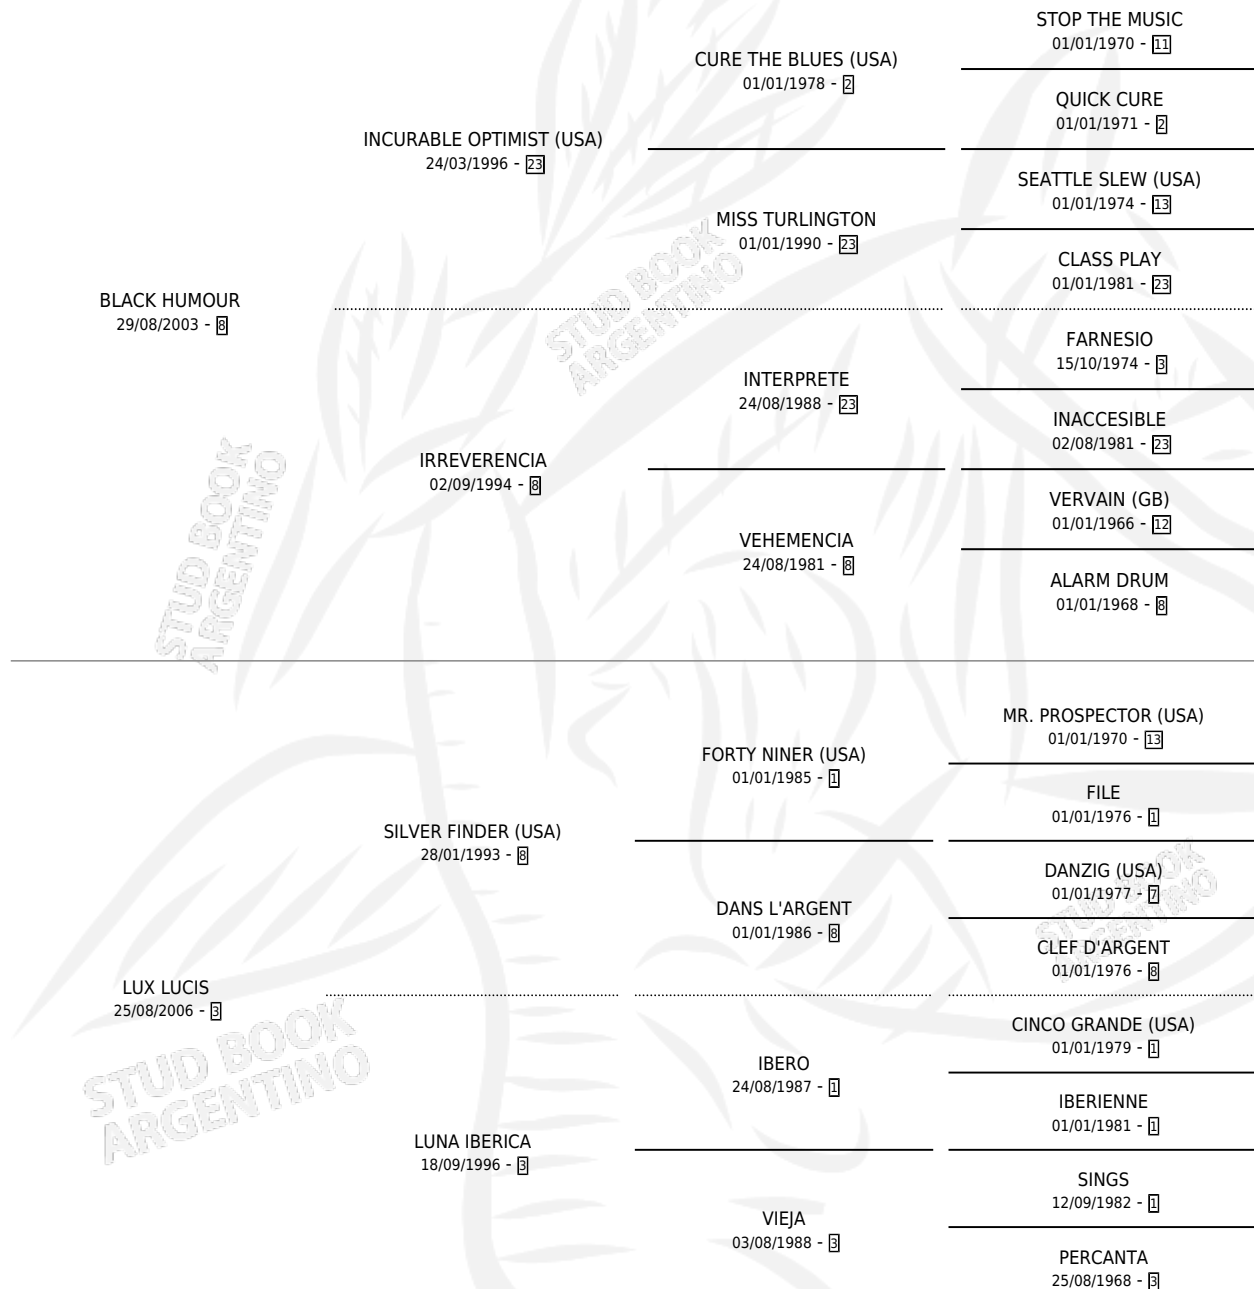 STOP THE MUSIC
01/01/1970 - 11
CURE THE BLUES (USA)
01/01/1978 - 2
QUICK CURE
01/01/1971 - 2
INCURABLE OPTIMIST (USA)
24/03/1996 - 23
SEATTLE SLEW (USA)
01/01/1974 - 13
MISS TURLINGTON
01/01/1990 - 23
CLASS PLAY
01/01/1981 - 23
BLACK HUMOUR
29/08/2003 - 8
FARNESIO
15/10/1974 - 3
INTERPRETE
24/08/1988 - 23
INACCESIBLE
02/08/1981 - 23
IRREVERENCIA
02/09/1994 - 8
VERVAIN (GB)
01/01/1966 - 12
VEHEMENCIA
24/08/1981 - 8
ALARM DRUM
01/01/1968 - 8
MR. PROSPECTOR (USA)
01/01/1970 - 13
FORTY NINER (USA)
01/01/1985 - 1
FILE
01/01/1976 - 1
SILVER FINDER (USA)
28/01/1993 - 8
DANZIG (USA)
01/01/1977 - 7
DANS L'ARGENT
01/01/1986 - 8
CLEF D'ARGENT
01/01/1976 - 8
LUX LUCIS
25/08/2006 - 3
CINCO GRANDE (USA)
01/01/1979 - 1
IBERO
24/08/1987 - 1
IBERIENNE
01/01/1981 - 1
LUNA IBERICA
18/09/1996 - 3
SINGS
12/09/1982 - 1
VIEJA
03/08/1988 - 3
PERCANTA
25/08/1968 - 3
STUD BOOK
ARGENTINO
STUD BOOK
ARGENTINO
STUD BOOK
ARGENTINO
STUD BOOK
ARGENTINO